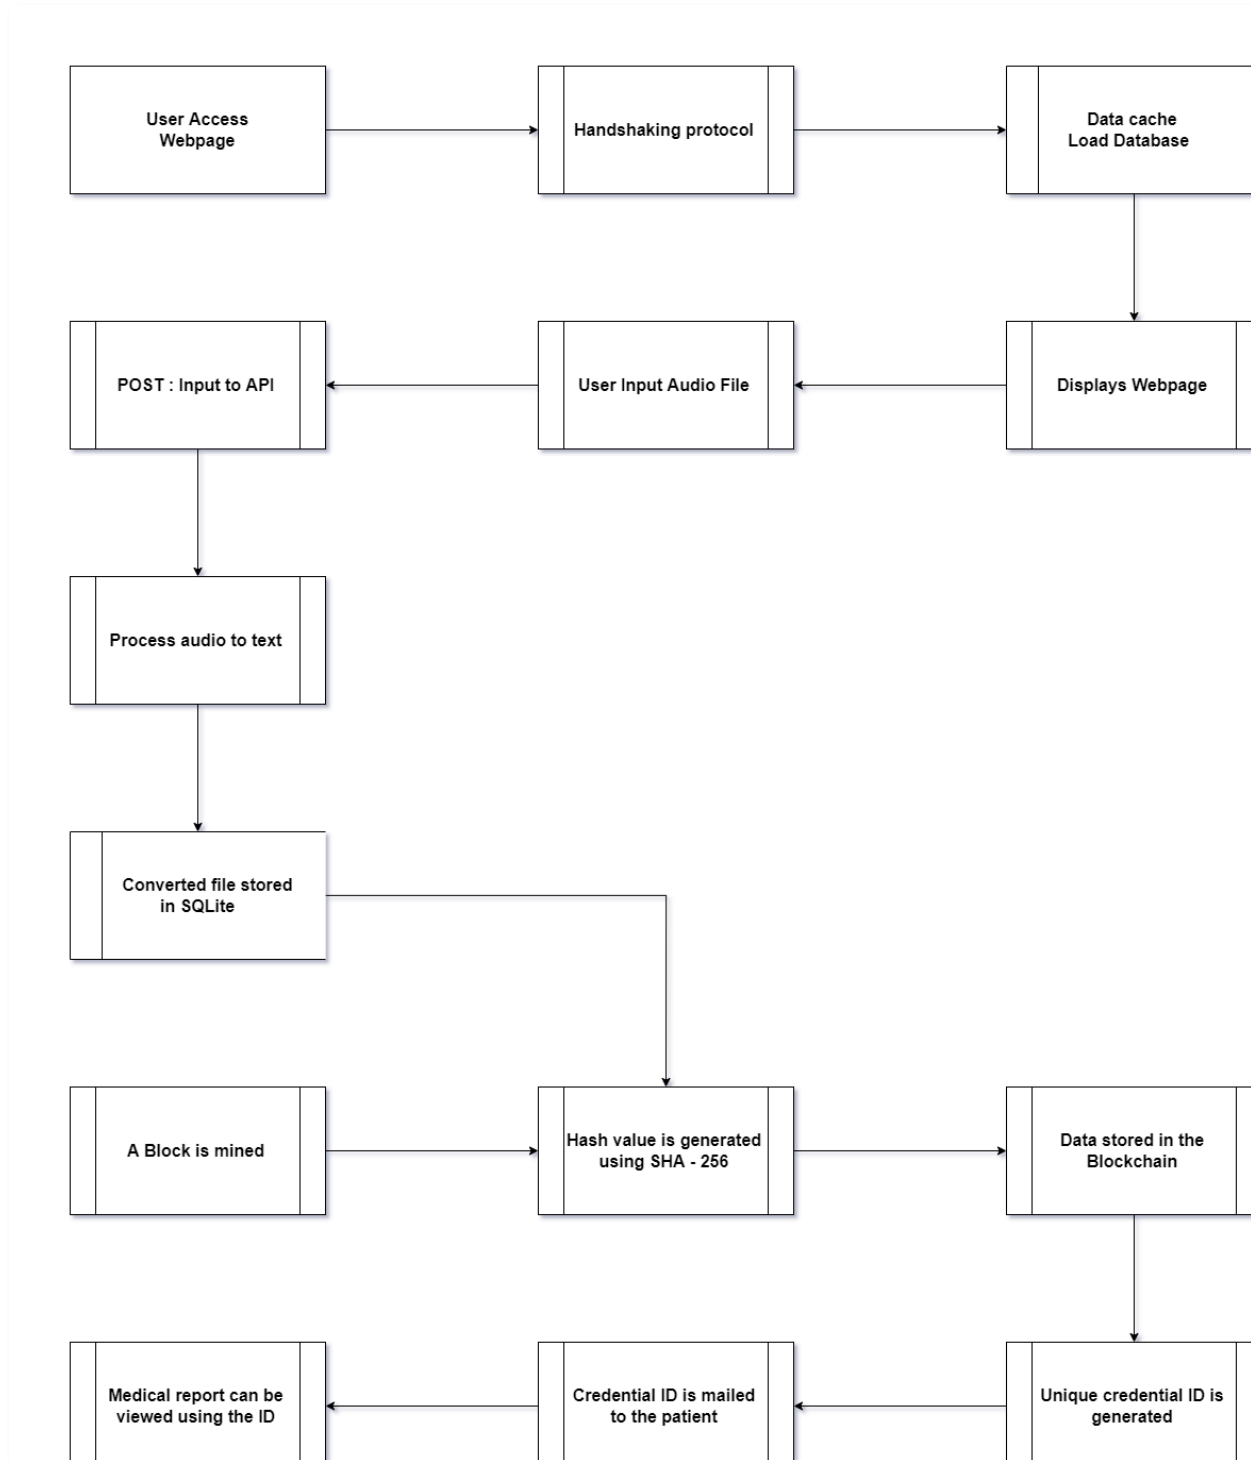 User Access
Webpage
Handshaking protocol
Data cache
Load Database
POST : Input to API
User Input Audio File
Displays Webpage
Process audio to text
Converted file stored
in SQLite
A Block is mined
Hash value is generated
using SHA - 256
Data stored in the
Blockchain
Medical report can be
viewed using the ID
Credential ID is mailed
to the patient
Unique credential ID is
generated